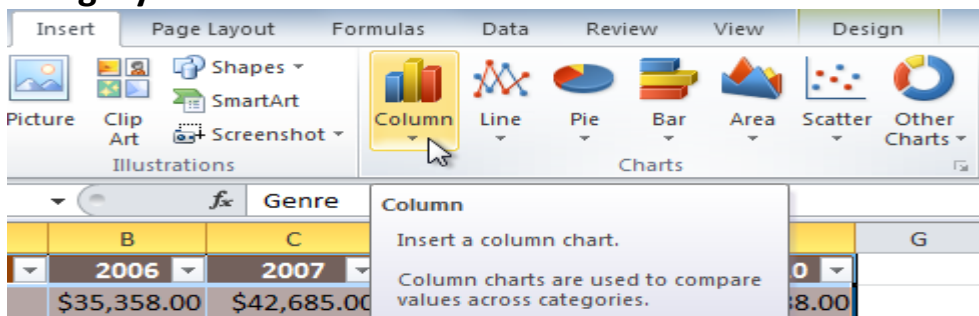 Insert Page Layout Formulas Data Review View Design
Shapes
SmartArt
Screenshot
Picture Clip Art
Column Line Pie Bar Area Scatter Other Charts
Illustrations Charts
fx Genre
Column
Insert a column chart.
Column charts are used to compare
values across categories.
B C G
2006 2007
$35,358.00 $42,685.00